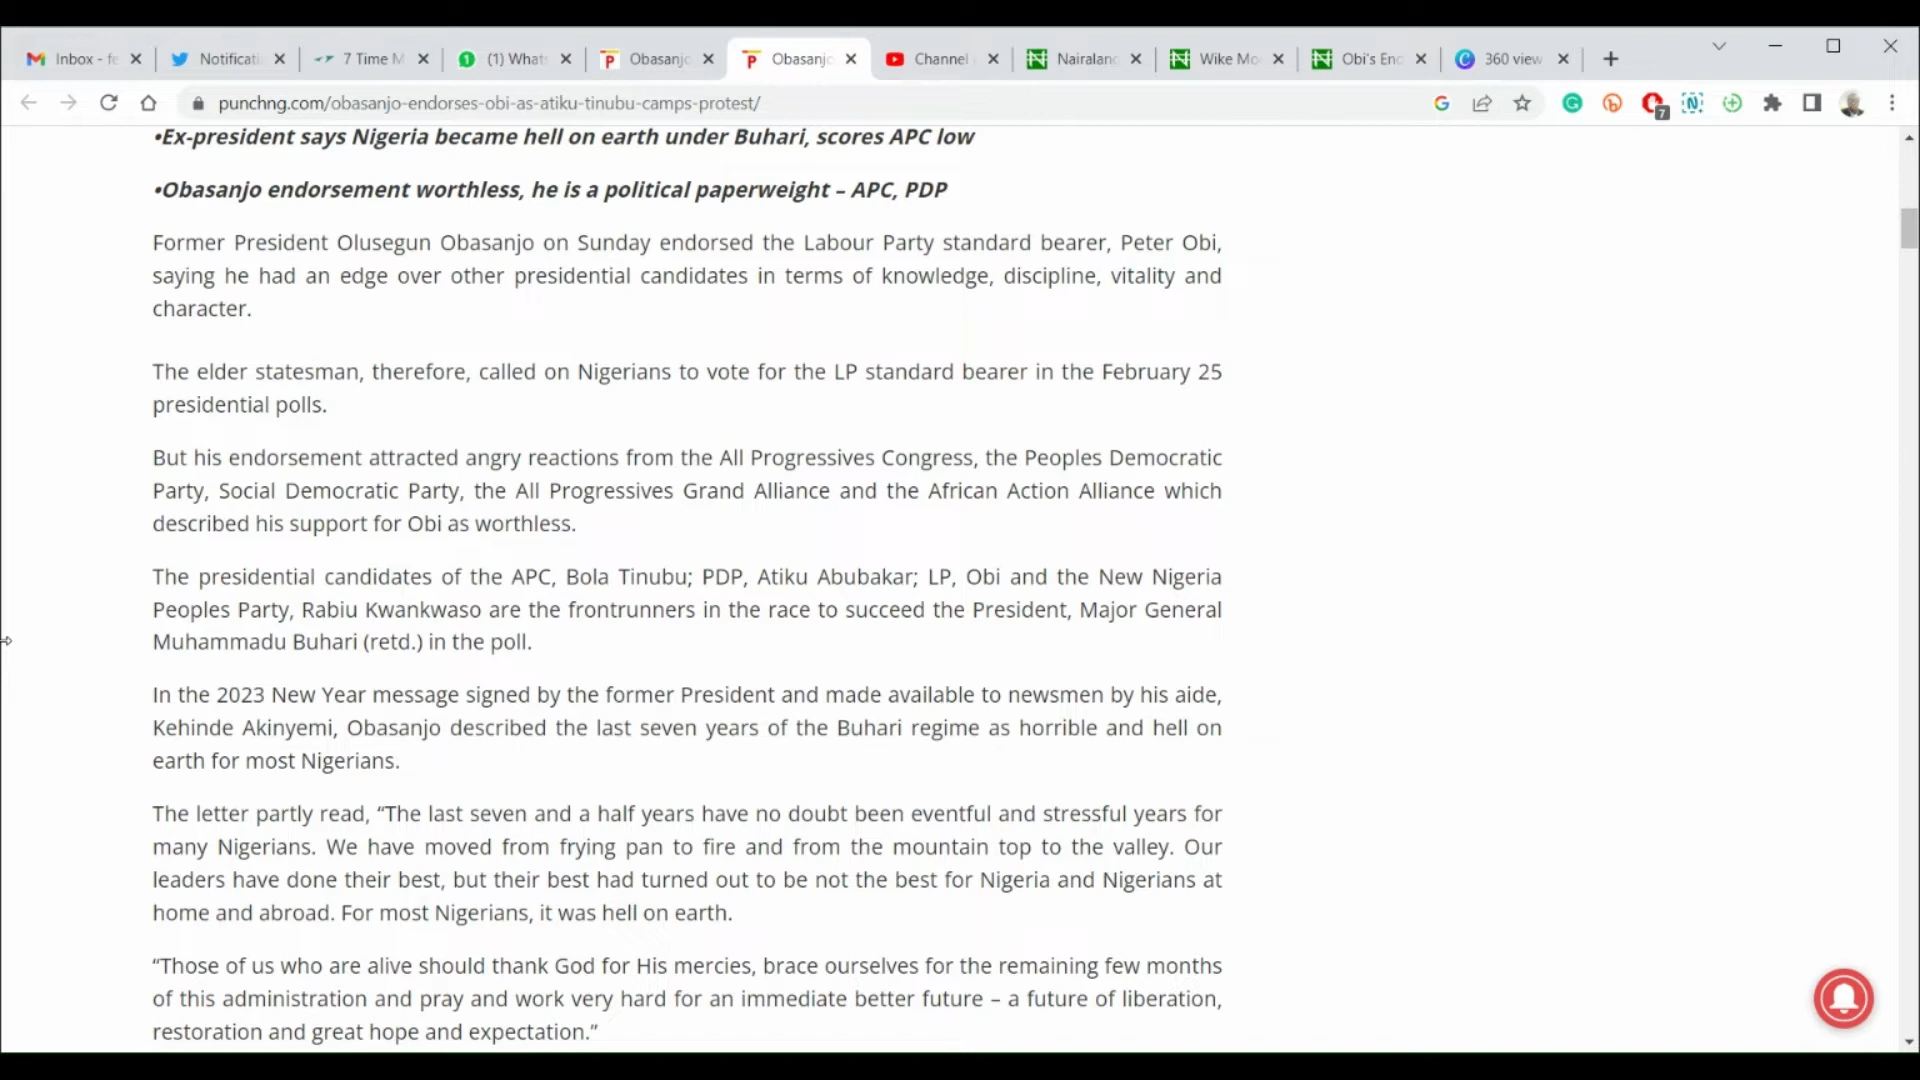 Inbox - fe
Notificati
7 Time M
(1) What
Obasanjo
Obasanjo
Channel
Nairaland
Wike Mo
Obi's End
360 view
punchng.com/obasanjo-endorses-obi-as-atiku-tinubu-camps-protest/
7
•Ex-president says Nigeria became hell on earth under Buhari, scores APC low
•Obasanjo endorsement worthless, he is a political paperweight – APC, PDP
Former President Olusegun Obasanjo on Sunday endorsed the Labour Party standard bearer, Peter Obi,
saying he had an edge over other presidential candidates in terms of knowledge, discipline, vitality and
character.
The elder statesman, therefore, called on Nigerians to vote for the LP standard bearer in the February 25
presidential polls.
But his endorsement attracted angry reactions from the All Progressives Congress, the Peoples Democratic
Party, Social Democratic Party, the All Progressives Grand Alliance and the African Action Alliance which
described his support for Obi as worthless.
The presidential candidates of the APC, Bola Tinubu; PDP, Atiku Abubakar; LP, Obi and the New Nigeria
Peoples Party, Rabiu Kwankwaso are the frontrunners in the race to succeed the President, Major General
Muhammadu Buhari (retd.) in the poll.
In the 2023 New Year message signed by the former President and made available to newsmen by his aide,
Kehinde Akinyemi, Obasanjo described the last seven years of the Buhari regime as horrible and hell on
earth for most Nigerians.
The letter partly read, “The last seven and a half years have no doubt been eventful and stressful years for
many Nigerians. We have moved from frying pan to fire and from the mountain top to the valley. Our
leaders have done their best, but their best had turned out to be not the best for Nigeria and Nigerians at
home and abroad. For most Nigerians, it was hell on earth.
“Those of us who are alive should thank God for His mercies, brace ourselves for the remaining few months
of this administration and pray and work very hard for an immediate better future – a future of liberation,
restoration and great hope and expectation.”